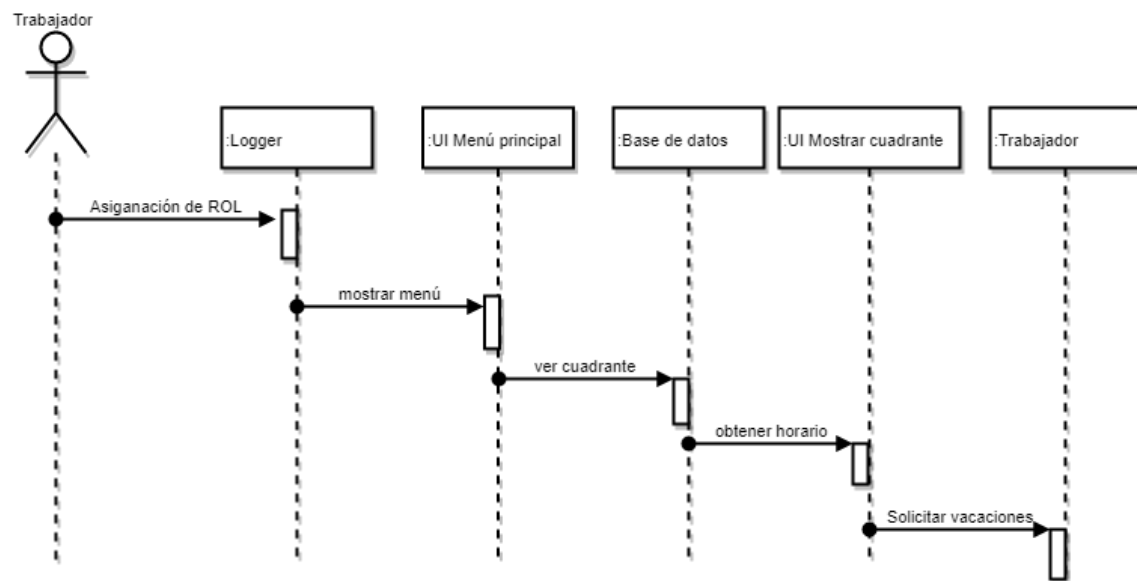 Trabajador
:Logger
:UI Menú principal
:Base de datos
:UI Mostrar cuadrante
:Trabajador
Asiganación de ROL
mostrar menú
ver cuadrante
obtener horario
Solicitar vacaciones